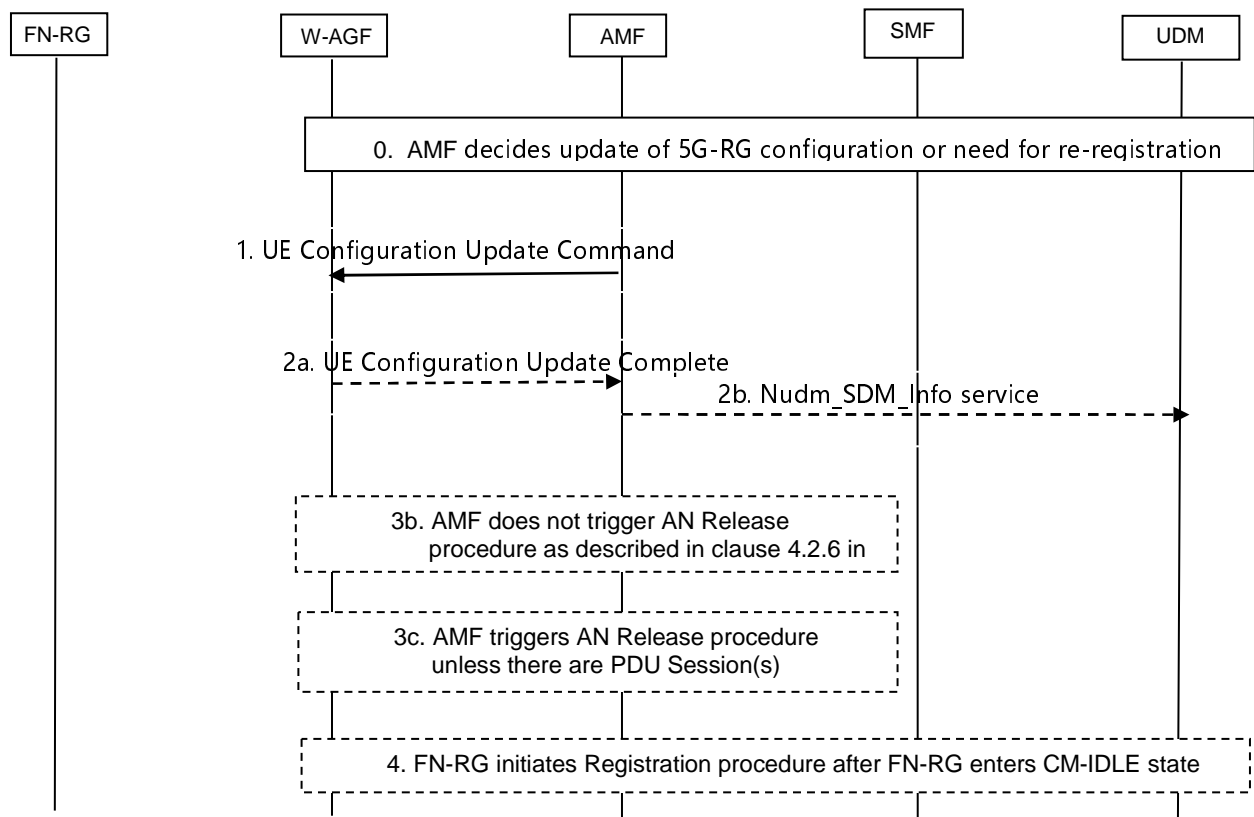 FN-RG
W-AGF
AMF
SMF
UDM
0. AMF decides update of 5G-RG configuration or need for re-registration
1. UE Configuration Update Command
2a. UE Configuration Update Complete
2b. Nudm_SDM_Info service
3b. AMF does not trigger AN Release
procedure as described in clause 4.2.6 in
3c. AMF triggers AN Release procedure
unless there are PDU Session(s)
4. FN-RG initiates Registration procedure after FN-RG enters CM-IDLE state